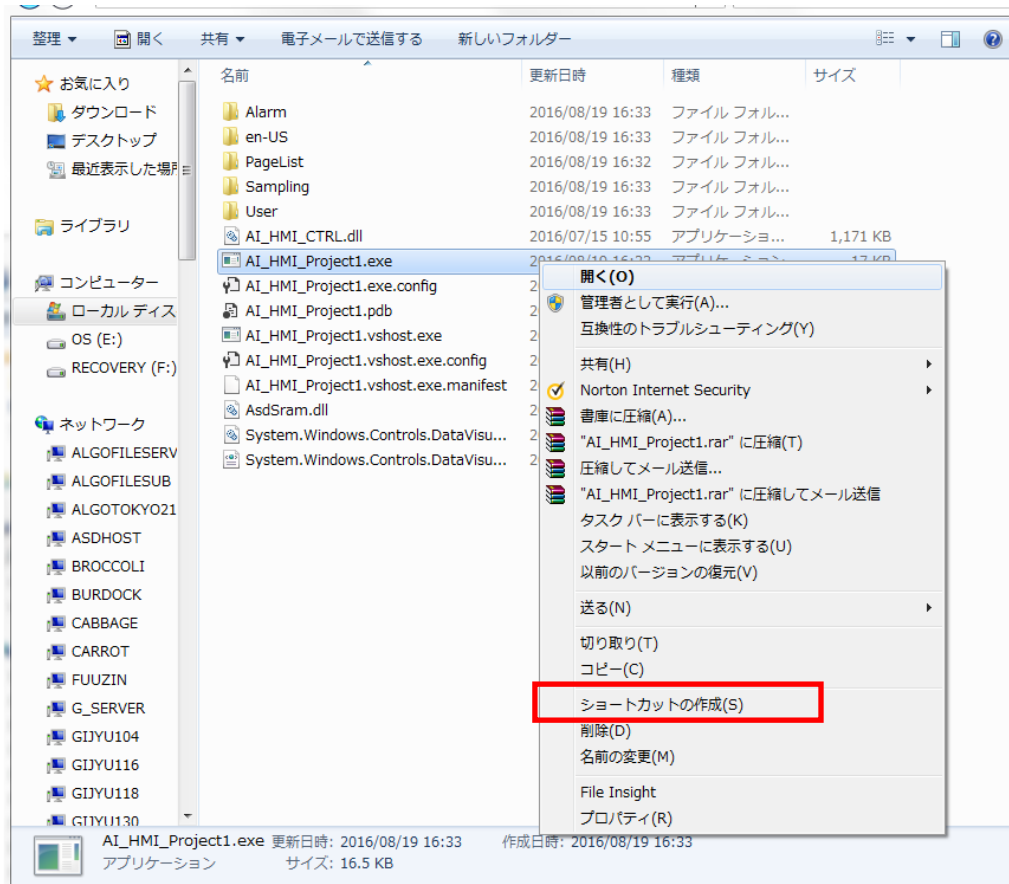 整理 開く 共有 電子メールで送信する 新しいフォルダー
名前 更新日時 種類 サイズ
お気に入り
ダウンロード
デスクトップ
最近表示した場所
ライブラリ
コンピューター
ローカル ディス
OS (E:)
RECOVERY (F:)
ネットワーク
ALGOFILESERV
ALGOFILESUB
ALGOTOKYO21
ASDHOST
BROCCOLI
BURDOCK
CABBAGE
CARROT
FUUZIN
G_SERVER
GIJYU104
GIJYU116
GIJYU118
GIJYU130
Alarm 2016/08/19 16:33 ファイル フォル...
en-US 2016/08/19 16:33 ファイル フォル...
PageList 2016/08/19 16:32 ファイル フォル...
Sampling 2016/08/19 16:33 ファイル フォル...
User 2016/08/19 16:33 ファイル フォル...
AI_HMI_CTRL.dll 2016/07/15 10:55 アプリケーショ... 1,171 KB
AI_HMI_Project1.exe 2016/08/19 16:33 アプリケーション 17 KB
AI_HMI_Project1.exe.config
AI_HMI_Project1.pdb
AI_HMI_Project1.vshost.exe
AI_HMI_Project1.vshost.exe.config
AI_HMI_Project1.vshost.exe.manifest
AsdSram.dll
System.Windows.Controls.DataVisu...
System.Windows.Controls.DataVisu...
開く(O)
管理者として実行(A)...
互換性のトラブルシューティング(Y)
共有(H)
Norton Internet Security
書庫に圧縮(A)...
"AI_HMI_Project1.rar" に圧縮(T)
圧縮してメール送信...
"AI_HMI_Project1.rar" に圧縮してメール送信
タスク バーに表示する(K)
スタート メニューに表示する(U)
以前のバージョンの復元(V)
送る(N)
切り取り(T)
コピー(C)
ショートカットの作成(S)
削除(D)
名前の変更(M)
File Insight
プロパティ(R)
AI_HMI_Project1.exe 更新日時: 2016/08/19 16:33 作成日時: 2016/08/19 16:33
アプリケーション サイズ: 16.5 KB